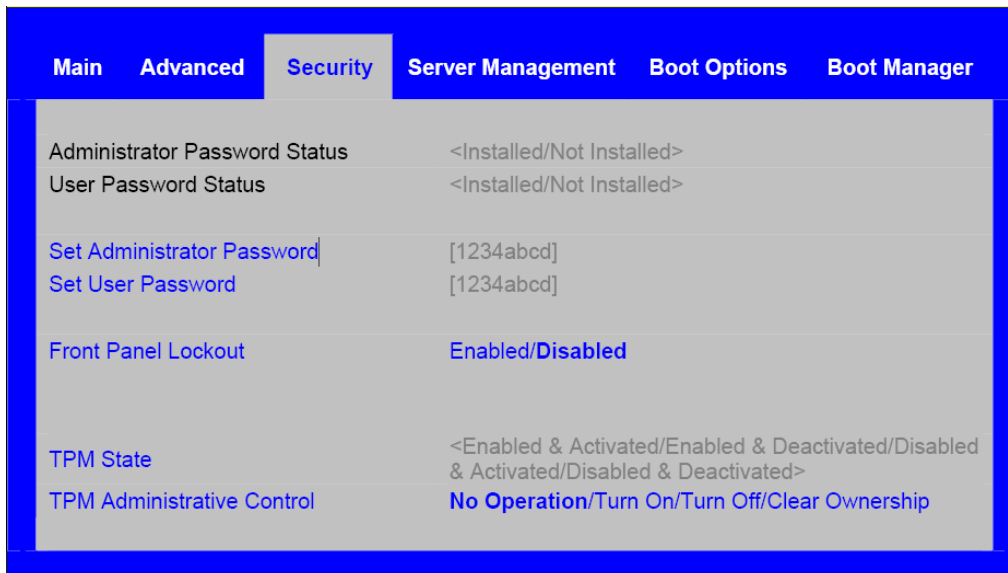 Main Advanced Security Server Management Boot Options Boot Manager
Administrator Password Status <Installed/Not Installed>
User Password Status <Installed/Not Installed>
Set Administrator Password [1234abcd]
Set User Password [1234abcd]
Front Panel Lockout Enabled/Disabled
TPM State <Enabled & Activated/Enabled & Deactivated/Disabled
& Activated/Disabled & Deactivated>
TPM Administrative Control No Operation/Turn On/Turn Off/Clear Ownership